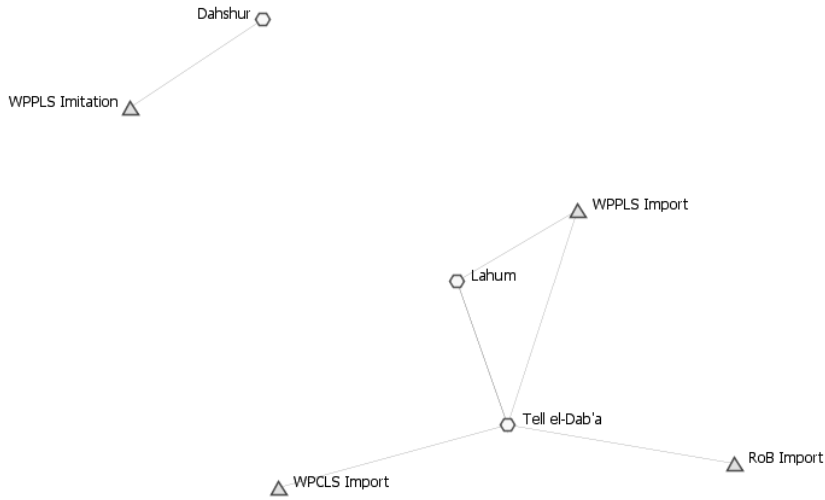 Dahshur
WPPLS Imitation
WPPLS Import
Lahum
Tell el-Dab'a
RoB Import
WPCLS Import